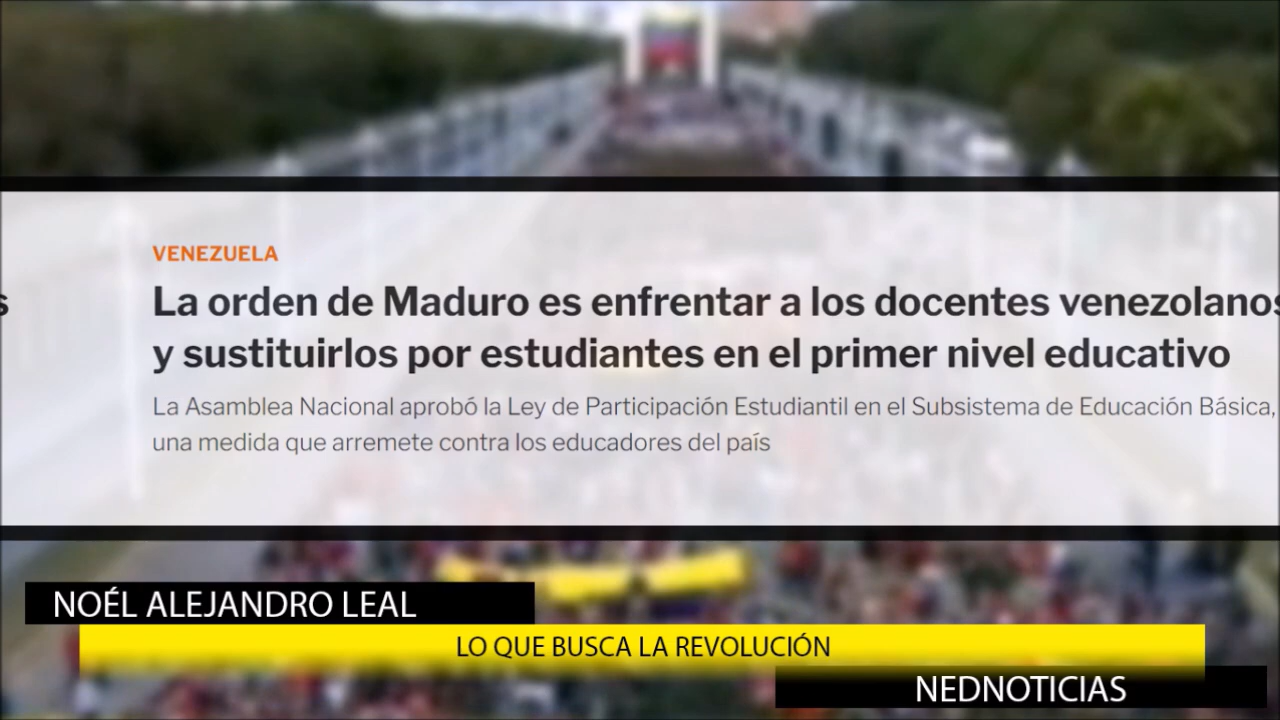 VENEZUELA
La orden de Maduro es enfrentar a los docentes venezolanos
y sustituirlos por estudiantes en el primer nivel educativo
La Asamblea Nacional aprobó la Ley de Participación Estudiantil en el Subsistema de Educación Básica,
una medida que arremete contra los educadores del país
NOÉL ALEJANDRO LEAL
LO QUE BUSCA LA REVOLUCIÓN
NEDNOTICIAS